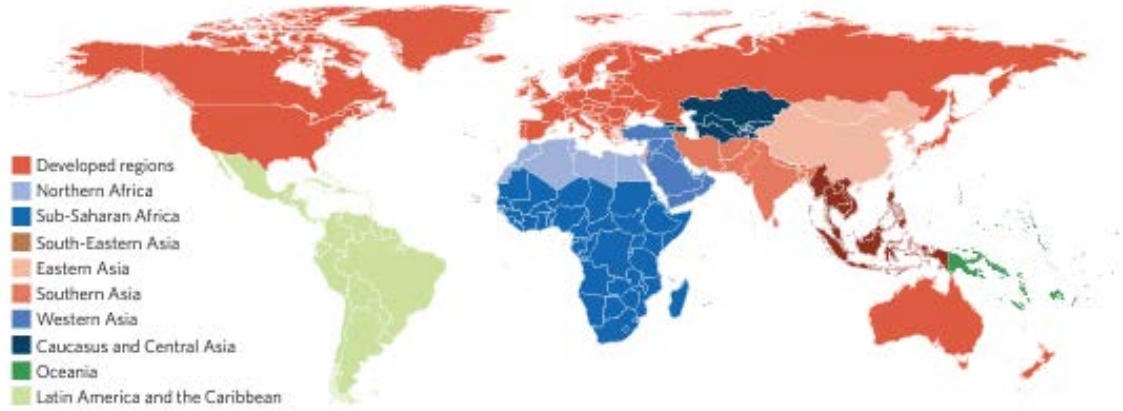 Developed regions
Northern Africa
Sub-Saharan Africa
South-Eastern Asia
Eastern Asia
Southern Asia
Western Asia
Caucasus and Central Asia
Oceania
Latin America and the Caribbean